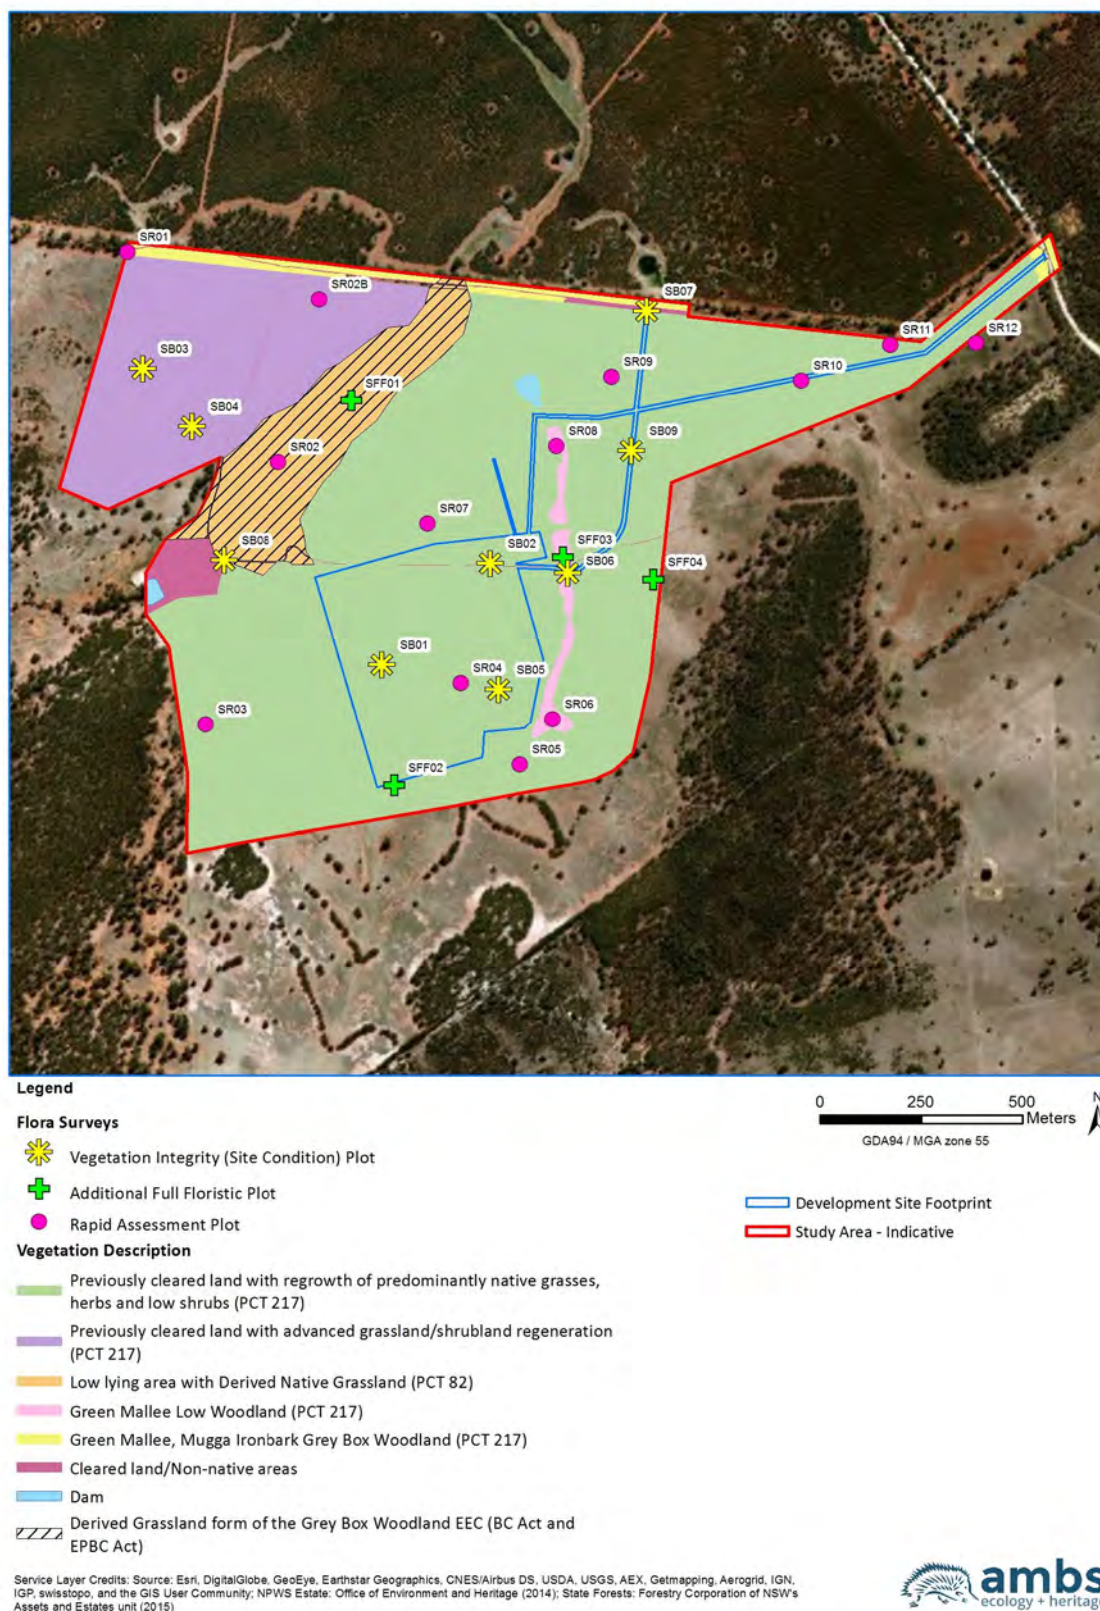 SR01
SR02B
SB07
SR11
SR12
SB03
SR09
SR10
SFF01
SB04
SR08
SB09
SR02
SR07
SB08
SB02
SFF03
SB06
SFF04
SB01
SR04
SB05
SR03
SR06
SR05
SFF02
Legend
Flora Surveys
Vegetation Integrity (Site Condition) Plot
Additional Full Floristic Plot
Rapid Assessment Plot
Vegetation Description
Previously cleared land with regrowth of predominantly native grasses,
herbs and low shrubs (PCT 217)
Previously cleared land with advanced grassland/shrubland regeneration
(PCT 217)
Low lying area with Derived Native Grassland (PCT 82)
Green Mallee Low Woodland (PCT 217)
Green Mallee, Mugga Ironbark Grey Box Woodland (PCT 217)
Cleared land/Non-native areas
Dam
Derived Grassland form of the Grey Box Woodland EEC (BC Act and
EPBC Act)
0 250 500
Meters
N
GDA94 / MGA zone 55
Development Site Footprint
Study Area - Indicative
Service Layer Credits: Source: Esri, DigitalGlobe, GeoEye, Earthstar Geographics, CNES/Airbus DS, USDA, USGS, AEX, Getmapping, Aerogrid, IGN,
IGP, swisstopo, and the GIS User Community; NPWS Estate: Office of Environment and Heritage (2014); State Forests: Forestry Corporation of NSW's
Assets and Estates unit (2015)
ambs
ecology + heritage